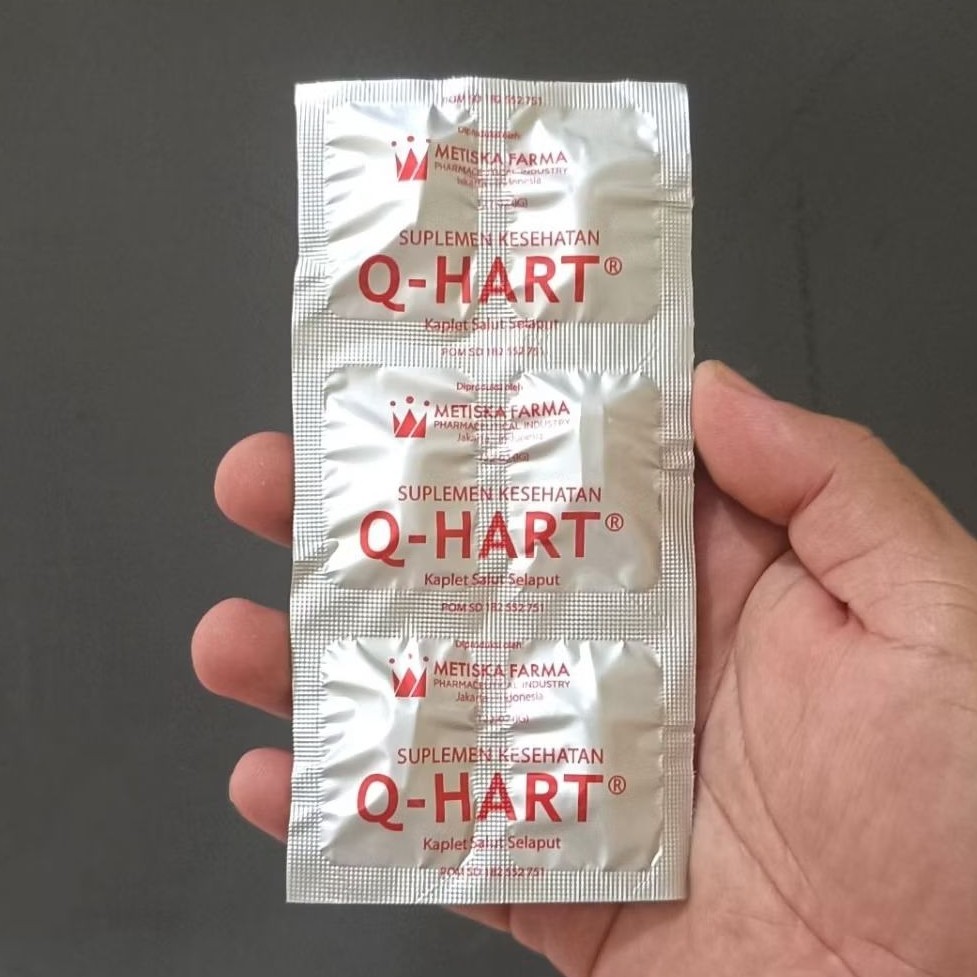 POM SD 182 552 751
Diproduksi oleh
METISKA FARMA
PHARMACEUTICAL INDUSTRY
Jakarta - Indonesia
SUPLEMEN KESEHATAN
Q-HART®
Kaplet Salut Selaput
POM SD 182 552 751
Diproduksi oleh
METISKA FARMA
PHARMACEUTICAL INDUSTRY
Jakarta - Indonesia
SUPLEMEN KESEHATAN
Q-HART®
Kaplet Salut Selaput
POM SD 182 552 751
Diproduksi oleh
METISKA FARMA
PHARMACEUTICAL INDUSTRY
Jakarta - Indonesia
SUPLEMEN KESEHATAN
Q-HART®
Kaplet Salut Selaput
POM SD 182 552 751